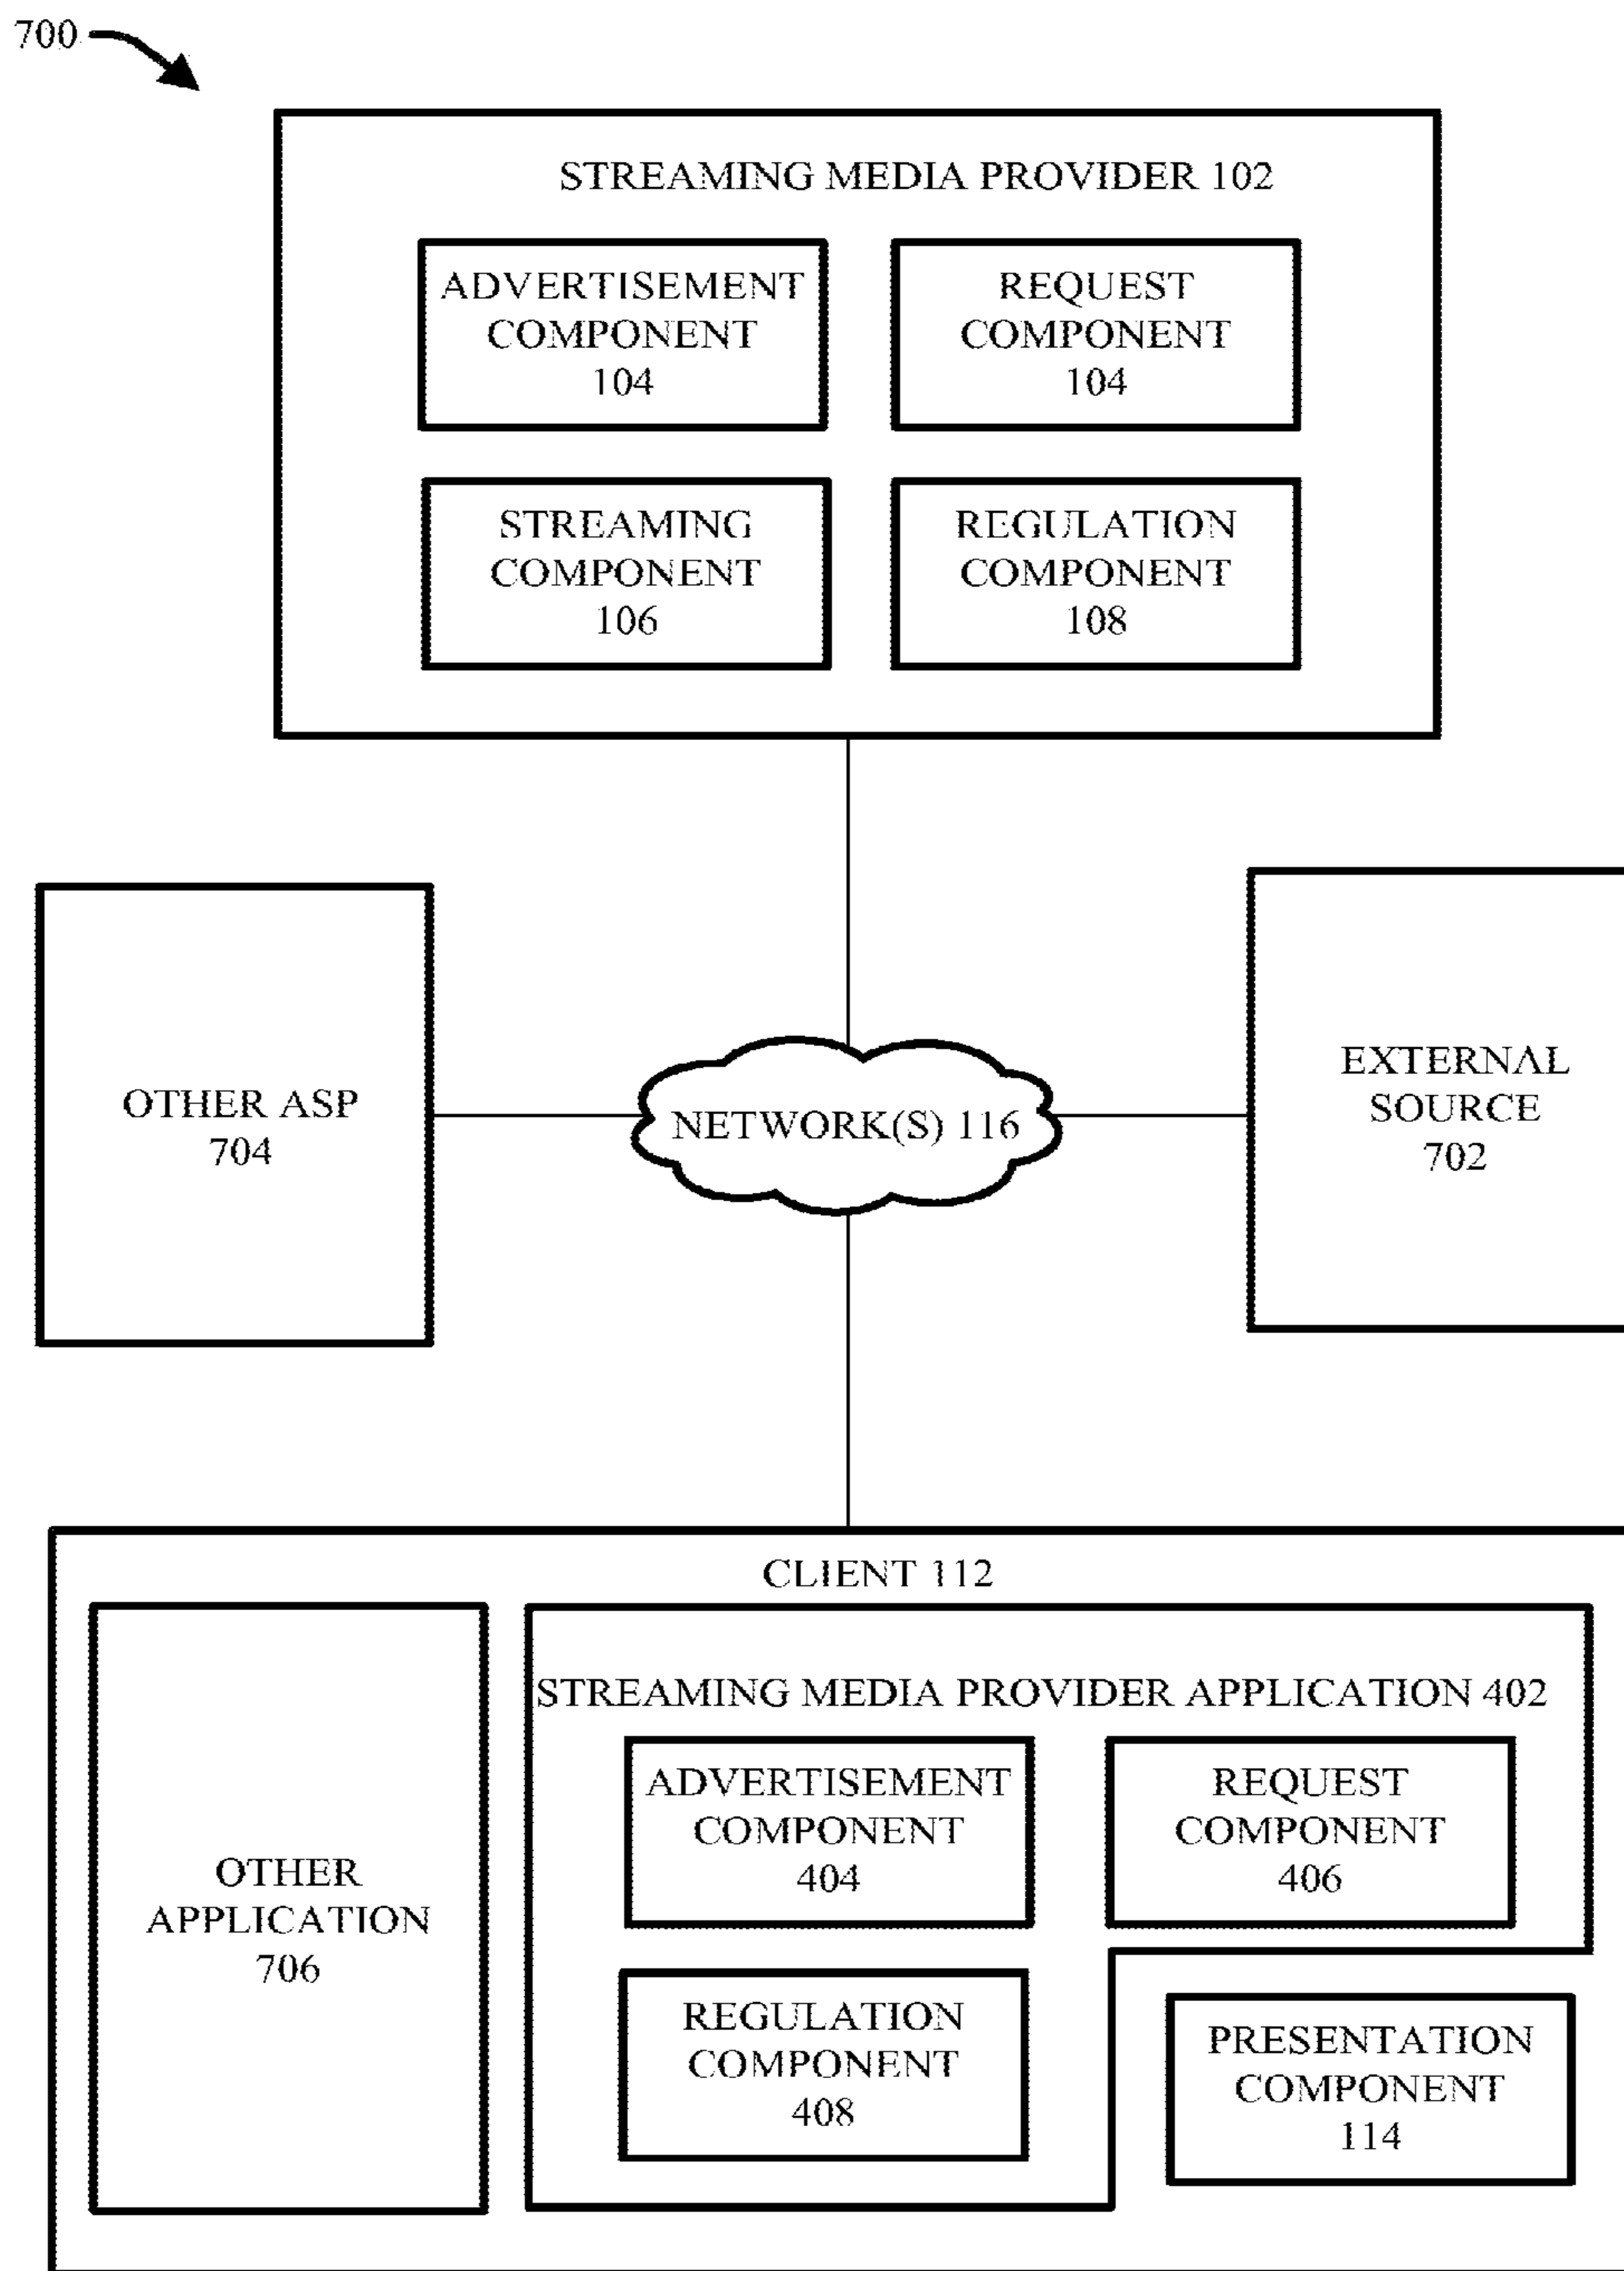 700
STREAMING MEDIA PROVIDER 102
ADVERTISEMENT
COMPONENT
104
REQUEST
COMPONENT
104
STREAMING
COMPONENT
106
REGULATION
COMPONENT
108
OTHER ASP
704
NETWORK(S) 116
EXTERNAL
SOURCE
702
CLIENT 112
OTHER
APPLICATION
706
STREAMING MEDIA PROVIDER APPLICATION 402
ADVERTISEMENT
COMPONENT
404
REQUEST
COMPONENT
406
REGULATION
COMPONENT
408
PRESENTATION
COMPONENT
114